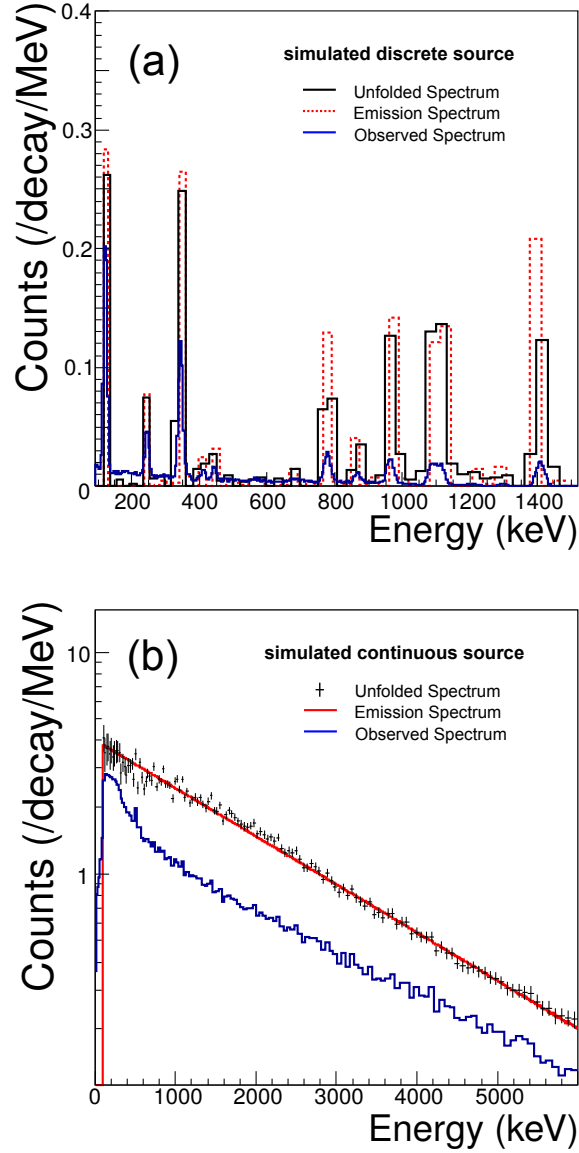 0.4
(a)
simulated discrete source
Unfolded Spectrum
Emission Spectrum
Observed Spectrum
0.3
0.2
0.1
0
Counts (/decay/MeV)
200 400 600 800 1000 1200 1400
Energy (keV)
(b)
simulated continuous source
Unfolded Spectrum
Emission Spectrum
Observed Spectrum
10
1
Counts (/decay/MeV)
0 1000 2000 3000 4000 5000
Energy (keV)